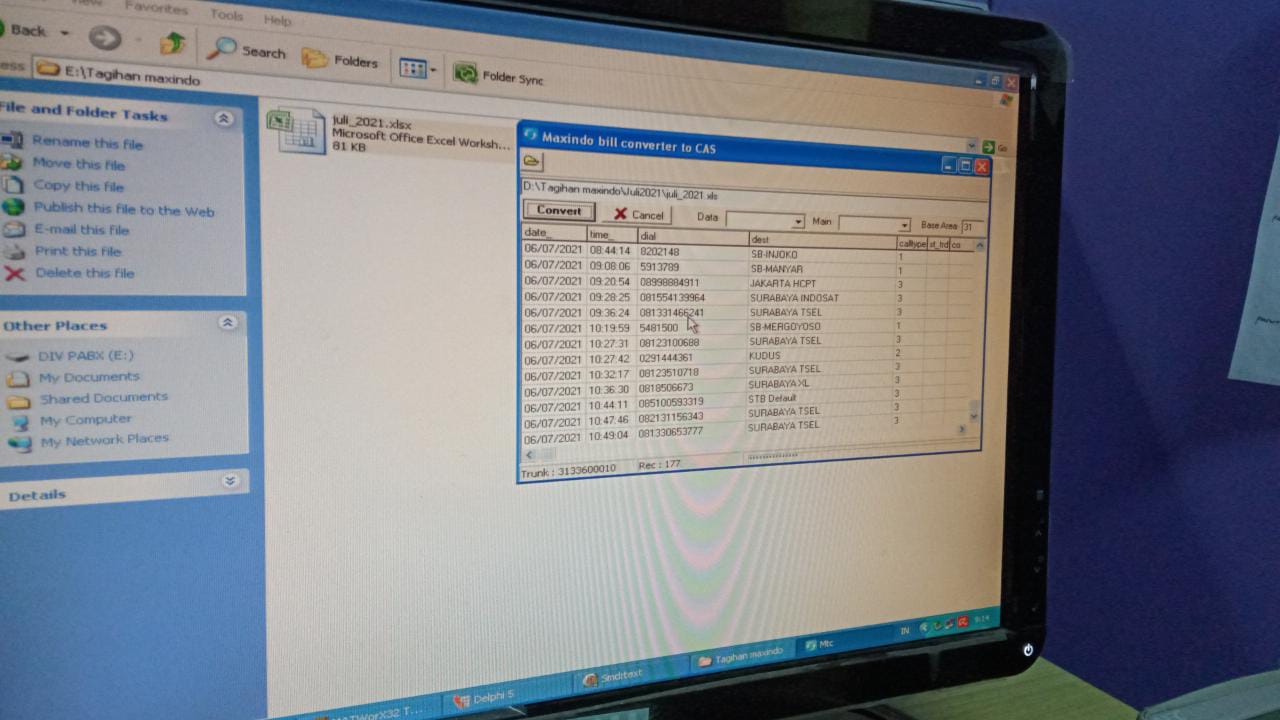 View Favorites Tools Help
Back Search Folders Folder Sync
E:\Tagihan maxindo
Go
File and Folder Tasks
Rename this file
Move this file
Copy this file
Publish this file to the Web
E-mail this file
Print this file
Delete this file
Other Places
DIV PABX (E:)
My Documents
Shared Documents
My Computer
My Network Places
Details
juli_2021.xlsx
Microsoft Office Excel Worksh...
81 KB
Maxindo bill converter to CAS
D:\Tagihan maxindo\Juli2021\juli_2021.xls
Convert Cancel Data Main Base Area 31
date_ time_ dial dest calltype st_trd co
06/07/2021 08:44:14 8202148 SB-INJOKO 1
06/07/2021 09:08:06 5913789 SB-MANYAR 1
06/07/2021 09:20:54 08998884911 JAKARTA HCPT 3
06/07/2021 09:28:25 081554139964 SURABAYA INDOSAT 3
06/07/2021 09:36:24 081331466241 SURABAYA TSEL 3
06/07/2021 10:19:59 5481500 SB-MERGOYOSO 1
06/07/2021 10:27:31 08123100688 SURABAYA TSEL 3
06/07/2021 10:27:42 0291444361 KUDUS 2
06/07/2021 10:32:17 08123510718 SURABAYA TSEL 3
06/07/2021 10:36:30 0818506673 SURABAYA XL 3
06/07/2021 10:44:11 085100593319 STB Default 3
06/07/2021 10:47:46 082131156343 SURABAYA TSEL 3
06/07/2021 10:49:04 081330653777 SURABAYA TSEL 3
Trunk : 3133600010 Rec : 177
Delphi 5 Smdrtext Tagihan maxindo Mtc IN 9:14